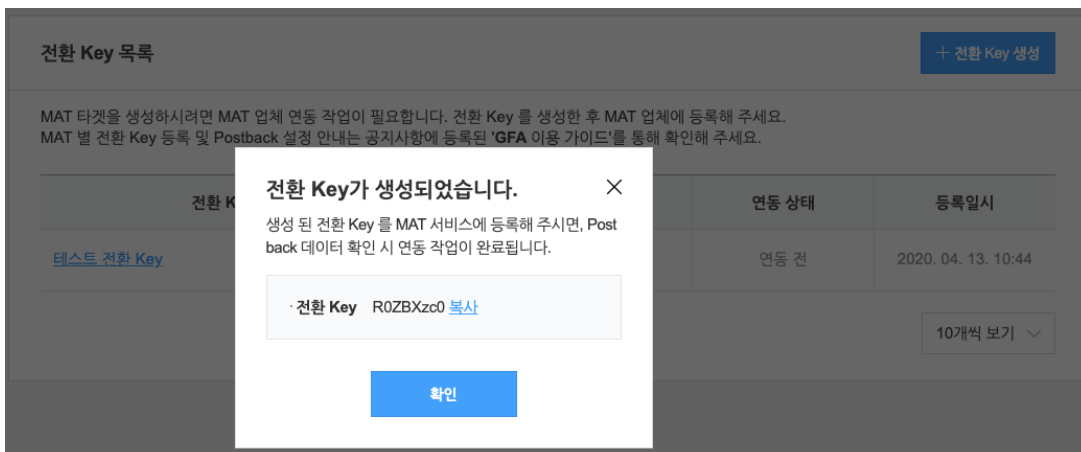 전환 Key 목록
+ 전환 Key 생성
MAT 타겟을 생성하시려면 MAT 업체 연동 작업이 필요합니다. 전환 Key 를 생성한 후 MAT 업체에 등록해 주세요.
MAT 별 전환 Key 등록 및 Postback 설정 안내는 공지사항에 등록된 'GFA 이용 가이드'를 통해 확인해 주세요.
전환 K
연동 상태
등록일시
테스트 전환 Key
연동 전
2020. 04. 13. 10:44
10개씩 보기
전환 Key가 생성되었습니다.
생성 된 전환 Key 를 MAT 서비스에 등록해 주시면, Post
back 데이터 확인 시 연동 작업이 완료됩니다.
· 전환 Key R0ZBXzc0 복사
확인